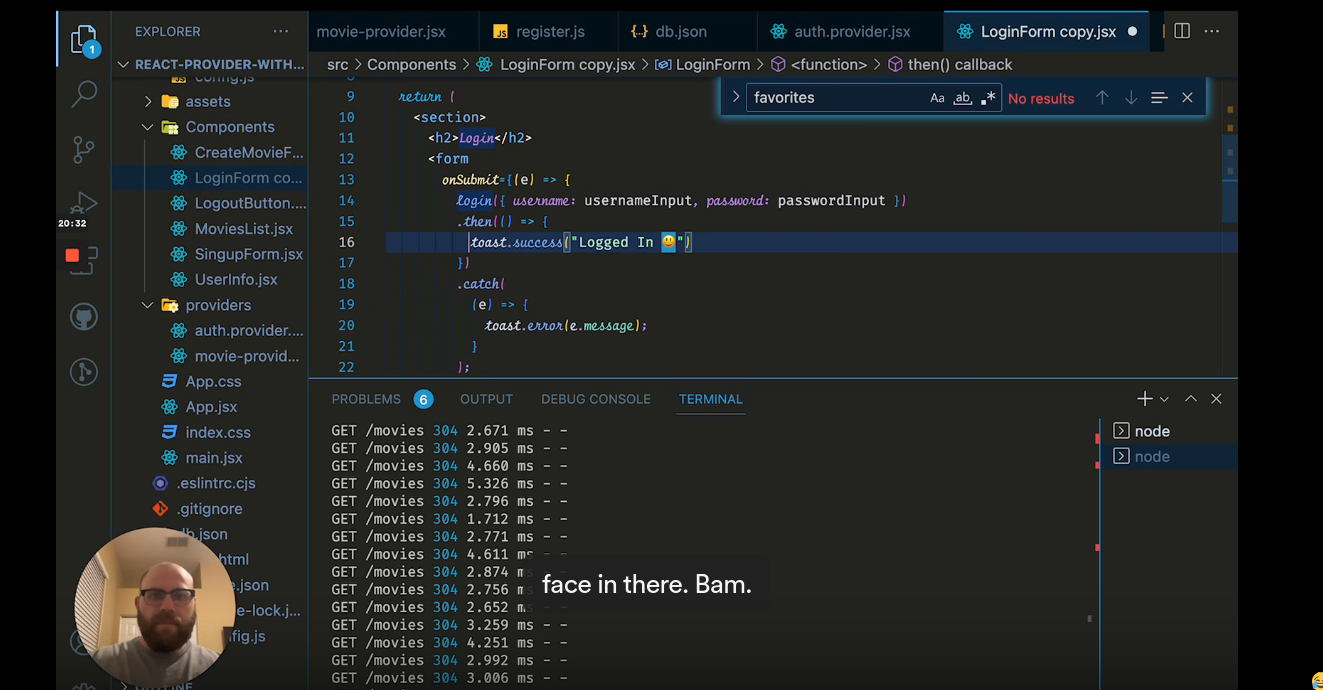 1
EXPLORER ···
REACT-PROVIDER-WITH...
config.js
assets
Components
CreateMovieF...
LoginForm co...
LogoutButton....
MoviesList.jsx
SingupForm.jsx
UserInfo.jsx
providers
auth.provider....
movie-provid...
App.css
App.jsx
index.css
main.jsx
.eslintrc.cjs
.gitignore
db.json
html
e.json
e-lock.j...
fig.js
OUTLINE
20:32
movie-provider.jsx JS register.js {..} db.json auth.provider.jsx LoginForm copy.jsx ● ···
src > Components > LoginForm copy.jsx > LoginForm > <function> > then() callback
favorites Aa ab .* No results
9 return (
10 <section>
11 <h2>Login</h2>
12 <form
13 onSubmit={(e) => {
14 login({ username: usernameInput, password: passwordInput })
15 .then(() => {
16 toast.success("Logged In 😃")
17 })
18 .catch(
19 (e) => {
20 toast.error(e.message);
21 }
22 );
PROBLEMS 6 OUTPUT DEBUG CONSOLE TERMINAL
GET /movies 304 2.671 ms - -
GET /movies 304 2.905 ms - -
GET /movies 304 4.660 ms - -
GET /movies 304 5.326 ms - -
GET /movies 304 2.796 ms - -
GET /movies 304 1.712 ms - -
GET /movies 304 2.771 ms - -
GET /movies 304 4.611 ms - -
GET /movies 304 2.874 m
GET /movies 304 2.756 m
GET /movies 304 2.652 m
GET /movies 304 3.259 ms - -
GET /movies 304 4.251 ms - -
GET /movies 304 2.992 ms - -
GET /movies 304 3.006 ms - -
node
node
face in there. Bam.